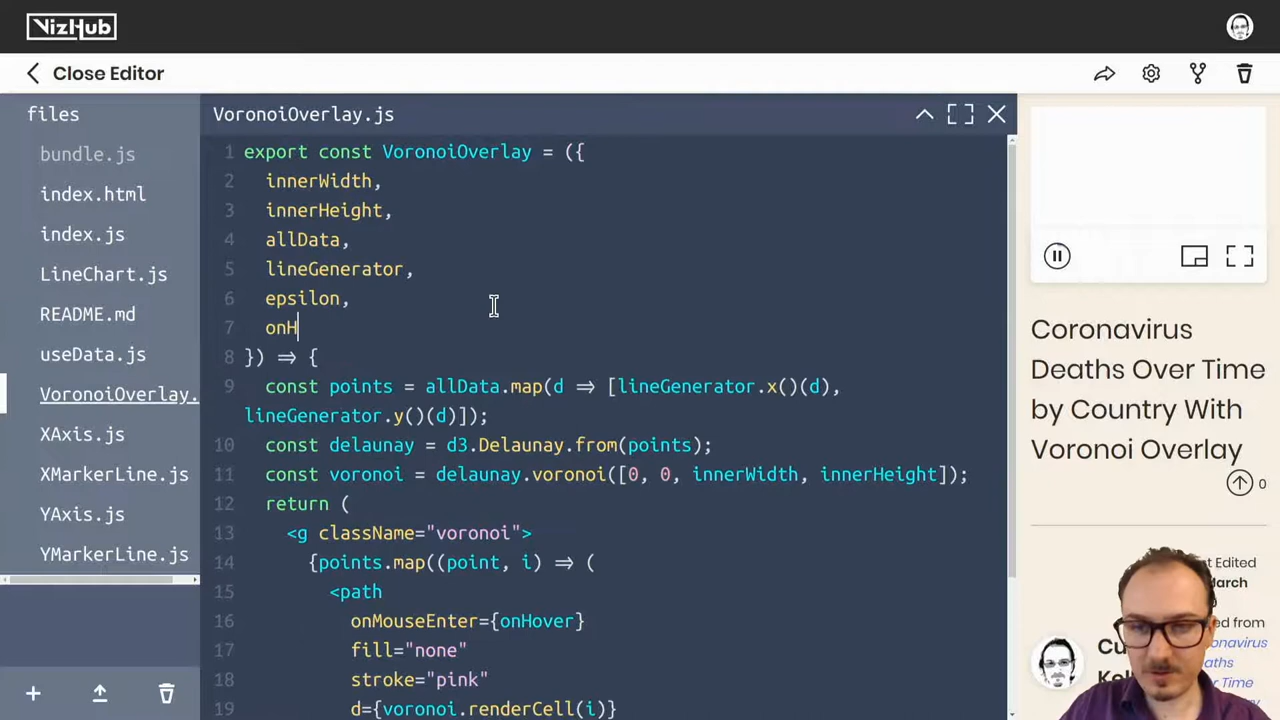 VizHub
Close Editor
files
bundle.js
index.html
index.js
LineChart.js
README.md
useData.js
VoronoiOverlay.
XAxis.js
XMarkerLine.js
YAxis.js
YMarkerLine.js
VoronoiOverlay.js
1 export const VoronoiOverlay = ({
2 innerWidth,
3 innerHeight,
4 allData,
5 lineGenerator,
6 epsilon,
7 onH
8 }) => {
9 const points = allData.map(d => [lineGenerator.x()(d),
lineGenerator.y()(d)]);
10 const delaunay = d3.Delaunay.from(points);
11 const voronoi = delaunay.voronoi([0, 0, innerWidth, innerHeight]);
12 return (
13 <g className="voronoi">
14 {points.map((point, i) => (
15 <path
16 onMouseEnter={onHover}
17 fill="none"
18 stroke="pink"
19 d={voronoi.renderCell(i)}
Coronavirus
Deaths Over Time
by Country With
Voronoi Overlay
0
Edited
March
from
onavirus
aths
Time